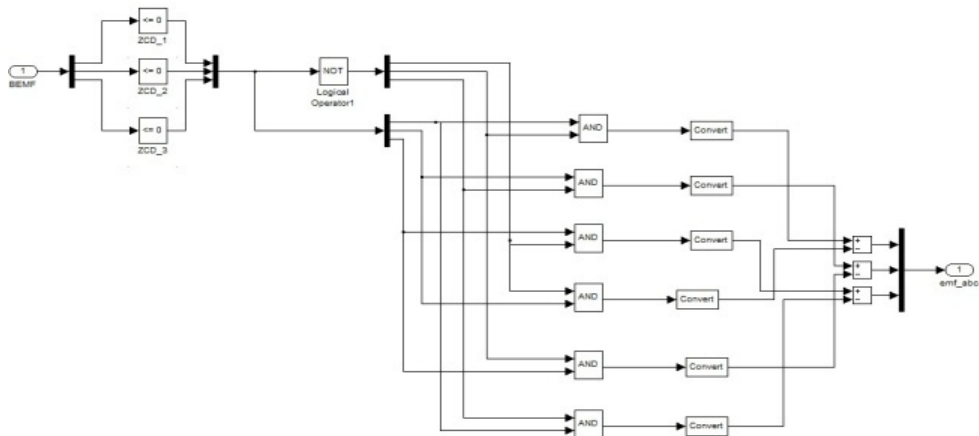 <= 0
ZCD_1
1
BEMF
<= 0
ZCD_2
<= 0
ZCD_3
NOT
Logical
Operator1
AND
Convert
AND
Convert
AND
Convert
AND
Convert
AND
Convert
AND
Convert
+
−
+
−
+
−
1
emf_abc